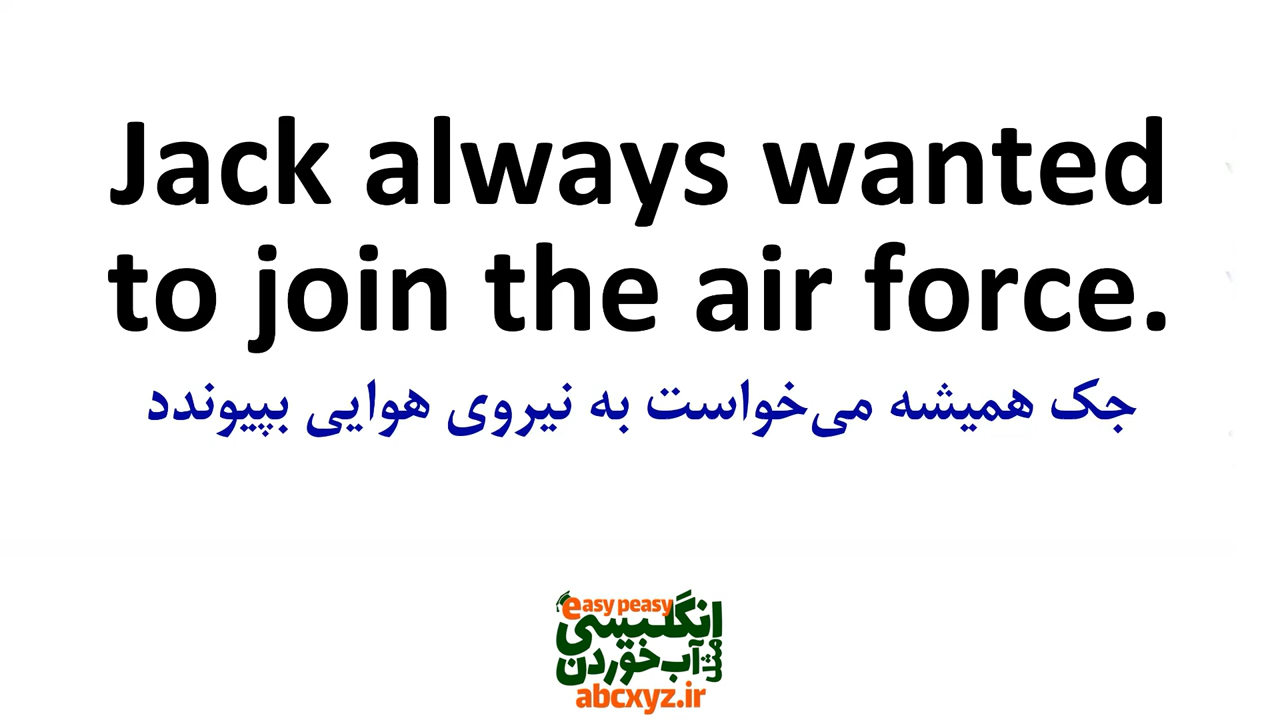 Jack always wanted
to join the air force.
جک همیشه می‌خواست به نیروی هوایی بپیوندد
easy peasy
انگلیسی
مثل آب خوردن
abcxyz.ir